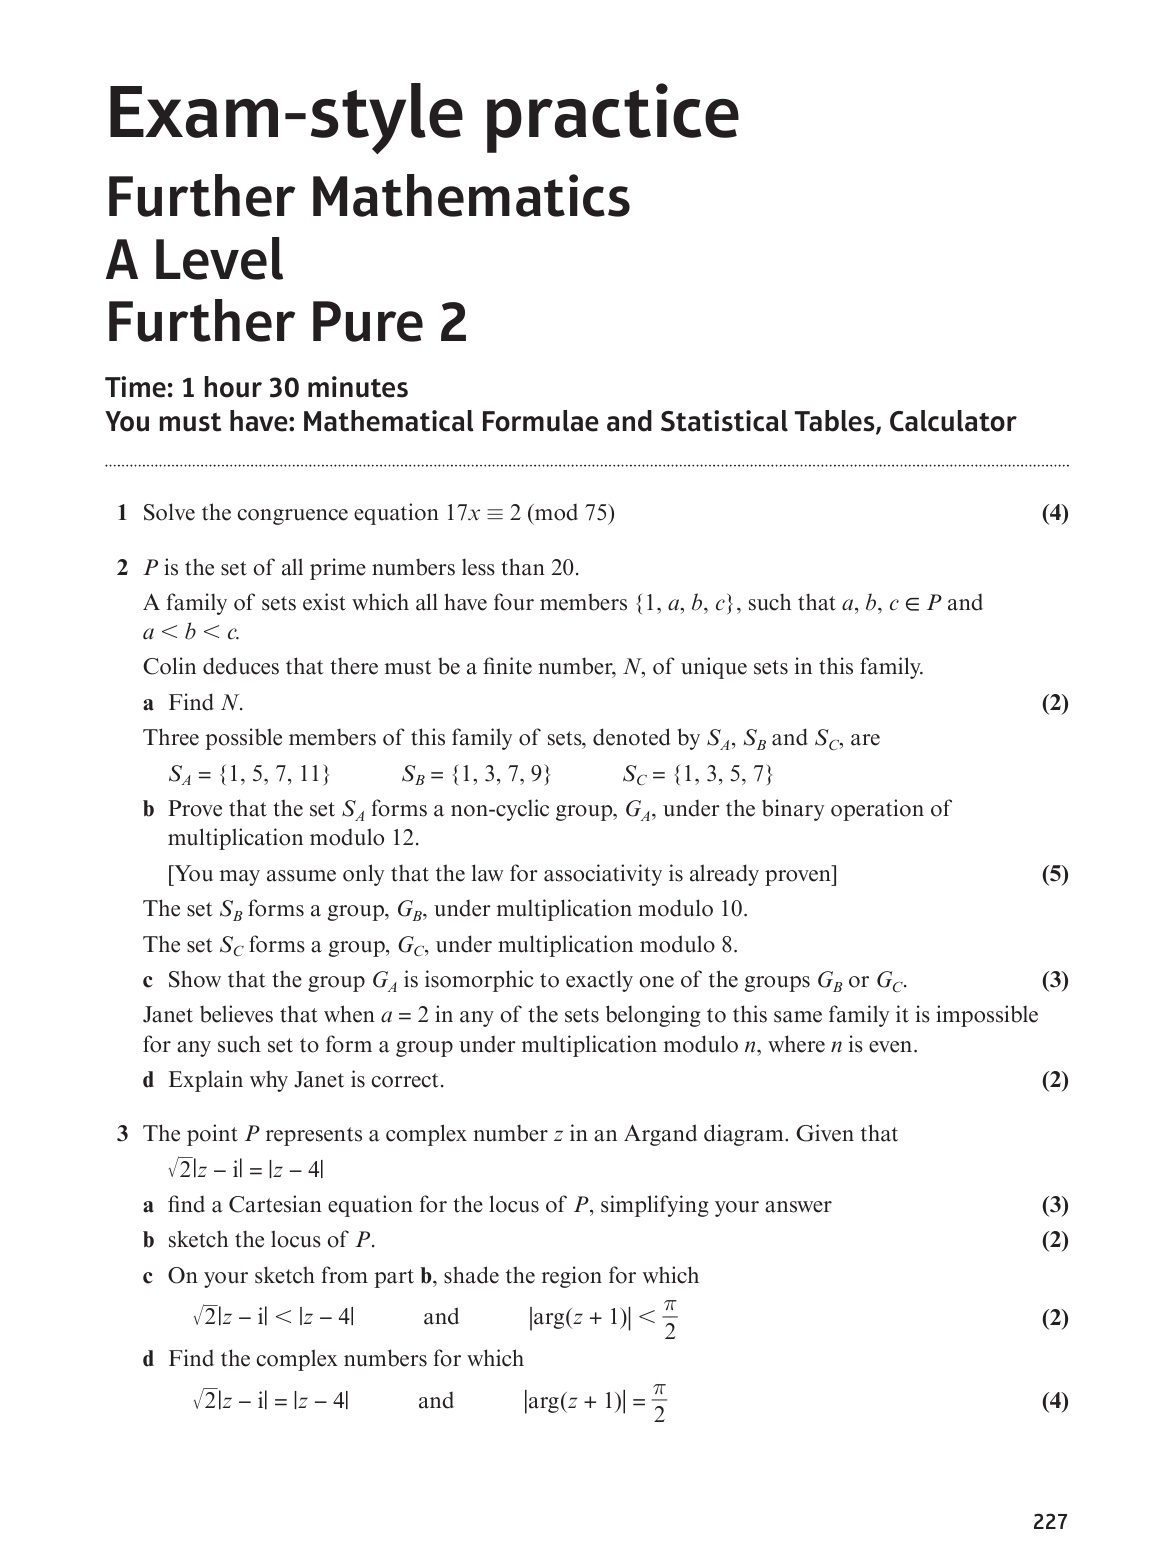 Exam-style practice
Further Mathematics
A Level
Further Pure 2
Time: 1 hour 30 minutes
You must have: Mathematical Formulae and Statistical Tables, Calculator
1 Solve the congruence equation 17x ≡ 2 (mod 75) (4)
2 P is the set of all prime numbers less than 20.
A family of sets exist which all have four members {1, a, b, c}, such that a, b, c ∈ P and
a < b < c.
Colin deduces that there must be a finite number, N, of unique sets in this family.
a Find N. (2)
Three possible members of this family of sets, denoted by S_A, S_B and S_C, are
S_A = {1, 5, 7, 11} S_B = {1, 3, 7, 9} S_C = {1, 3, 5, 7}
b Prove that the set S_A forms a non-cyclic group, G_A, under the binary operation of
multiplication modulo 12.
[You may assume only that the law for associativity is already proven] (5)
The set S_B forms a group, G_B, under multiplication modulo 10.
The set S_C forms a group, G_C, under multiplication modulo 8.
c Show that the group G_A is isomorphic to exactly one of the groups G_B or G_C. (3)
Janet believes that when a = 2 in any of the sets belonging to this same family it is impossible
for any such set to form a group under multiplication modulo n, where n is even.
d Explain why Janet is correct. (2)
3 The point P represents a complex number z in an Argand diagram. Given that
√2|z − i| = |z − 4|
a find a Cartesian equation for the locus of P, simplifying your answer (3)
b sketch the locus of P. (2)
c On your sketch from part b, shade the region for which
√2|z − i| < |z − 4| and |arg(z + 1)| < π/2 (2)
d Find the complex numbers for which
√2|z − i| = |z − 4| and |arg(z + 1)| = π/2 (4)
227